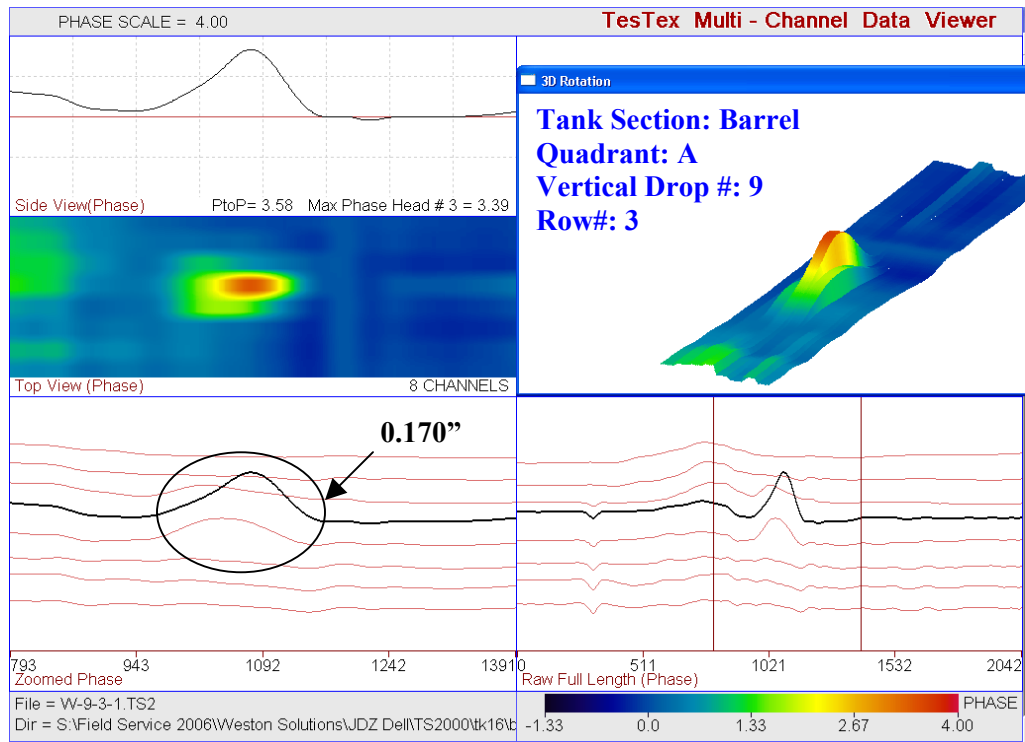 PHASE SCALE = 4.00
TesTex Multi - Channel Data Viewer
3D Rotation
Tank Section: Barrel
Quadrant: A
Vertical Drop #: 9
Row#: 3
Side View(Phase) PtoP= 3.58 Max Phase Head # 3 = 3.39
Top View (Phase) 8 CHANNELS
0.170”
793 943 1092 1242 1391
Zoomed Phase
0 511 1021 1532 2042
Raw Full Length (Phase)
File = W-9-3-1.TS2
Dir = S:\Field Service 2006\Weston Solutions\JDZ Dell\TS2000\tk16\b
PHASE
-1.33 0.0 1.33 2.67 4.00